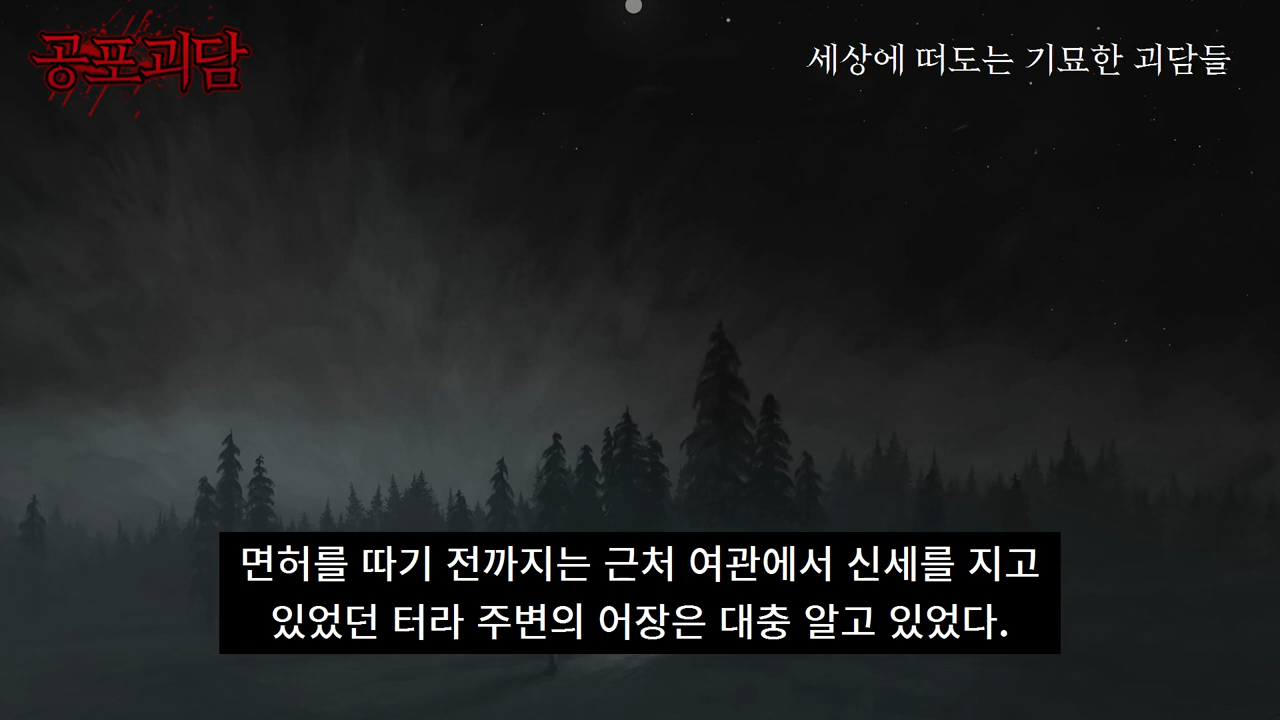 공포괴담
세상에 떠도는 기묘한 괴담들
면허를 따기 전까지는 근처 여관에서 신세를 지고
있었던 터라 주변의 어장은 대충 알고 있었다.